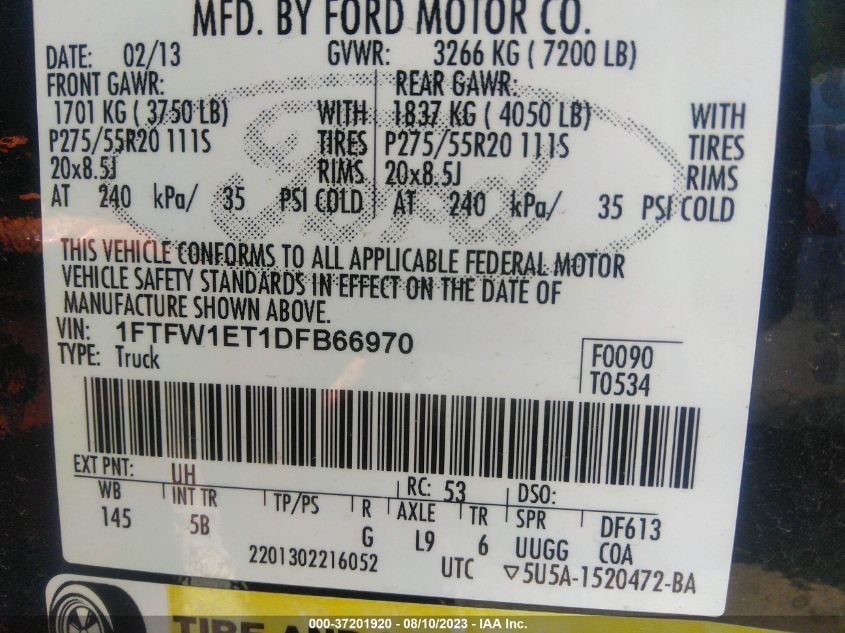 MFD. BY FORD MOTOR CO.
DATE: 02/13 GVWR: 3266 KG ( 7200 LB)
FRONT GAWR: REAR GAWR:
1701 KG ( 3750 LB) WITH 1837 KG ( 4050 LB) WITH
P275/55R20 111S TIRES P275/55R20 111S TIRES
20x8.5J RIMS 20x8.5J RIMS
AT 240 kPa/ 35 PSI COLD AT 240 kPa/ 35 PSI COLD
Ford
THIS VEHICLE CONFORMS TO ALL APPLICABLE FEDERAL MOTOR
VEHICLE SAFETY STANDARDS IN EFFECT ON THE DATE OF
MANUFACTURE SHOWN ABOVE.
VIN: 1FTFW1ET1DFB66970
TYPE: Truck
F0090
T0534
EXT PNT: UH RC: 53 DSO:
WB INT TR TP/PS R AXLE TR SPR DF613
145 5B G L9 6 UUGG COA
2201302216052 UTC ▽5U5A-1520472-BA
TIRE AND
000-37201920 — 08/10/2023 — IAA Inc.